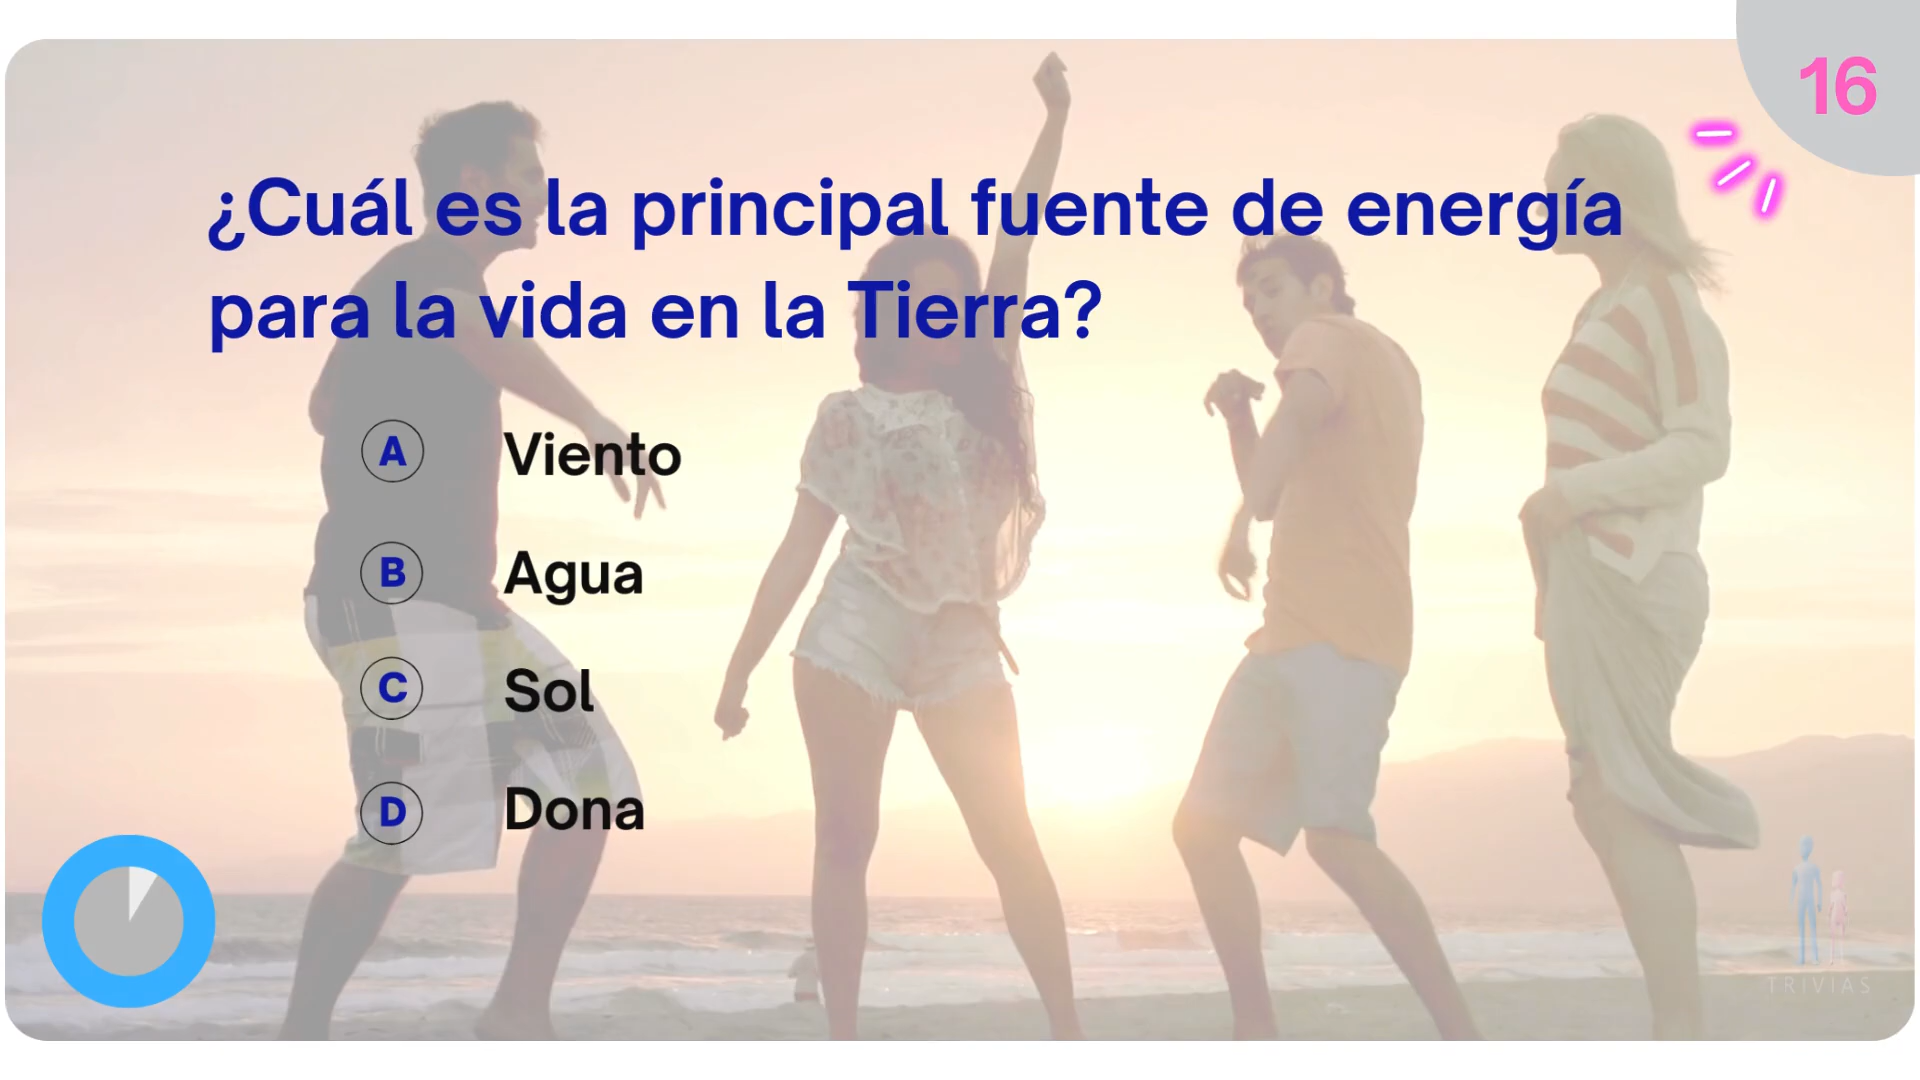 16
¿Cuál es la principal fuente de energía
para la vida en la Tierra?
A Viento
B Agua
C Sol
D Dona
TRIVIAS